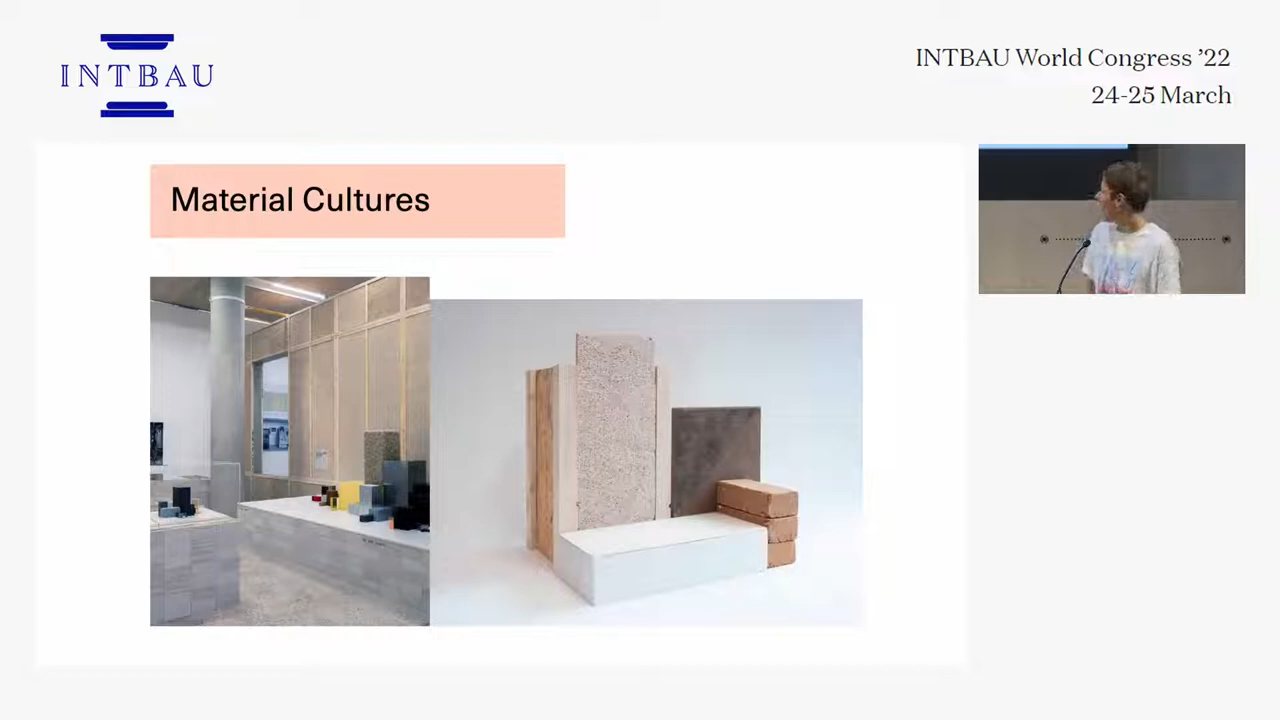 INTBAU
INTBAU World Congress ’22
24-25 March
Material Cultures